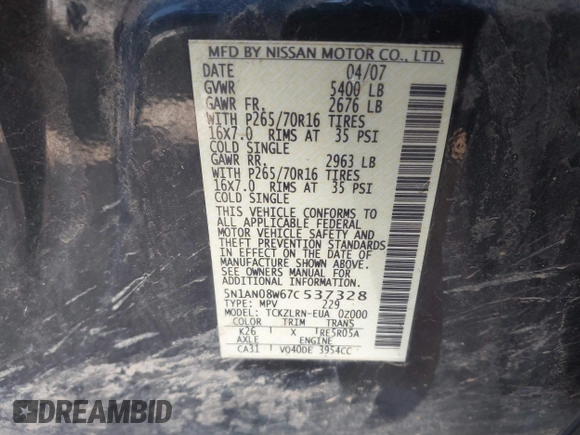 MFD BY NISSAN MOTOR CO., LTD.
DATE 04/07
GVWR 5400 LB
GAWR FR. 2676 LB
WITH P265/70R16 TIRES
16X7.0 RIMS AT 35 PSI
COLD SINGLE
GAWR RR. 2963 LB
WITH P265/70R16 TIRES
16X7.0 RIMS AT 35 PSI
COLD SINGLE
THIS VEHICLE CONFORMS TO
ALL APPLICABLE FEDERAL
MOTOR VEHICLE SAFETY AND
THEFT PREVENTION STANDARDS
IN EFFECT ON THE DATE OF
MANUFACTURE SHOWN ABOVE.
SEE OWNERS MANUAL FOR
ADDITIONAL INFORMATION.
5N1AN08W67C537328
TYPE: MPV 229
MODEL: TCKZLRN-EUA 0Z000
COLOR TRIM TRANS
K26 X RE5R05A
AXLE ENGINE
CA31 VQ40DE 3954CC
DREAMBID